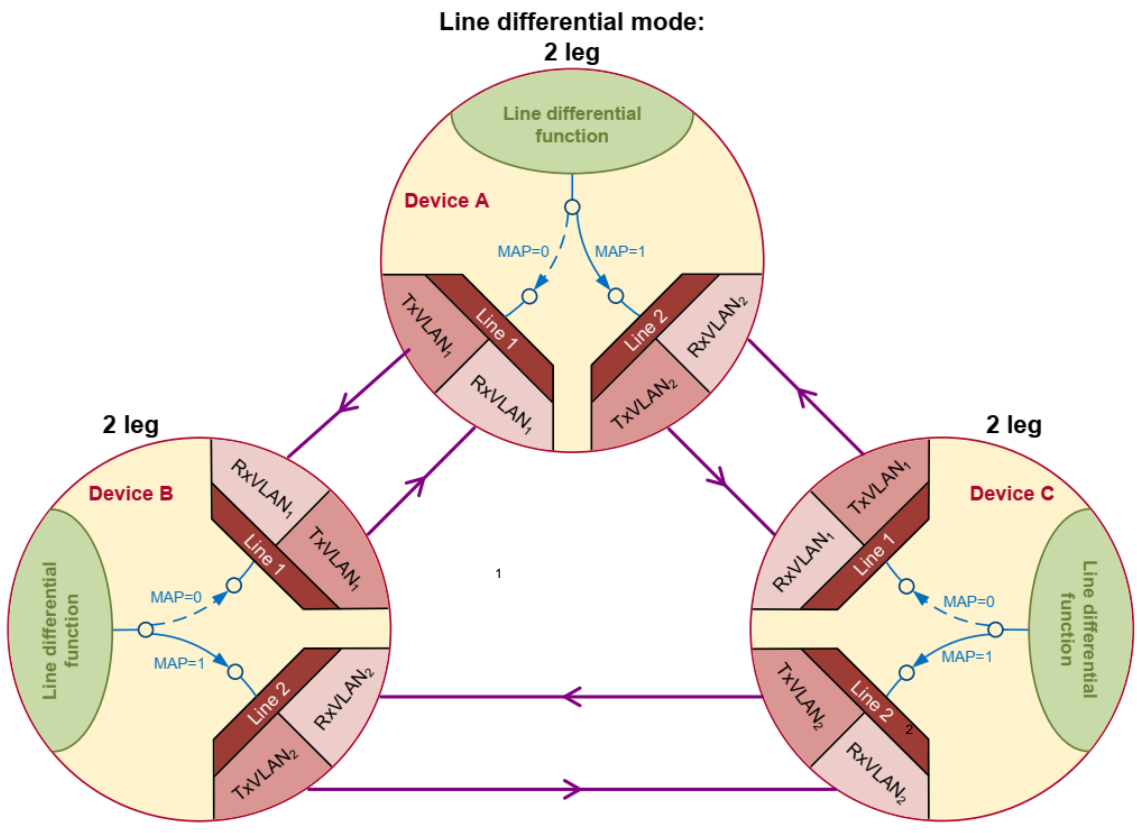 Line differential mode:
2 leg
Line differential
function
Device A
MAP=0
MAP=1
TxVLAN₁
Line 1
RxVLAN₁
Line 2
RxVLAN₂
TxVLAN₂
2 leg
Device B
Line differential
function
RxVLAN₁
TxVLAN₁
Line 1
MAP=0
MAP=1
Line 2
RxVLAN₂
TxVLAN₂
1
2 leg
Device C
Line differential
function
TxVLAN₁
RxVLAN₁
Line 1
MAP=0
MAP=1
TxVLAN₂
Line 2
2
RxVLAN₂